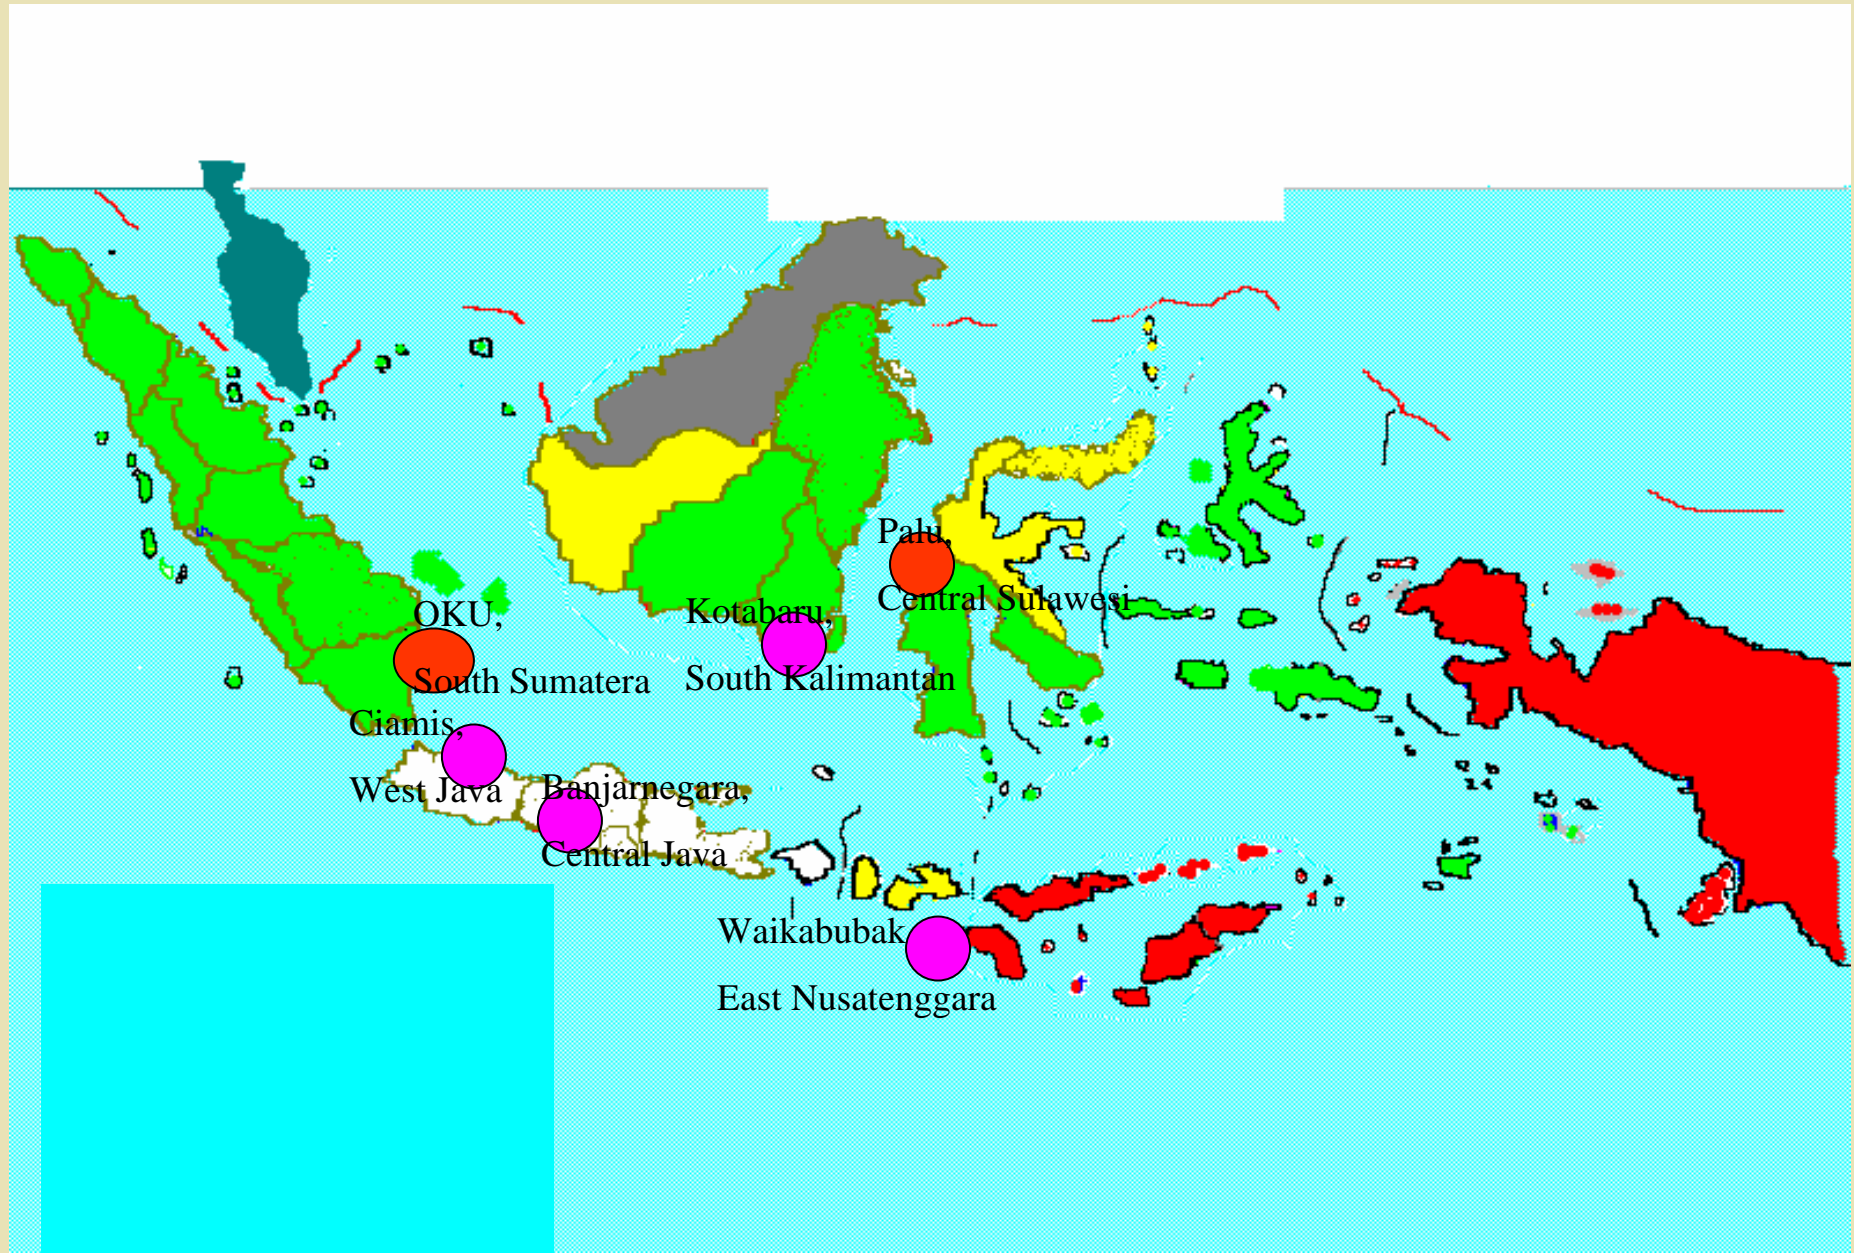 Palu,
Central Sulawesi
OKU,
South Sumatera
Kotabaru,
South Kalimantan
Ciamis,
West Java
Banjarnegara,
Central Java
Waikabubak
East Nusatenggara